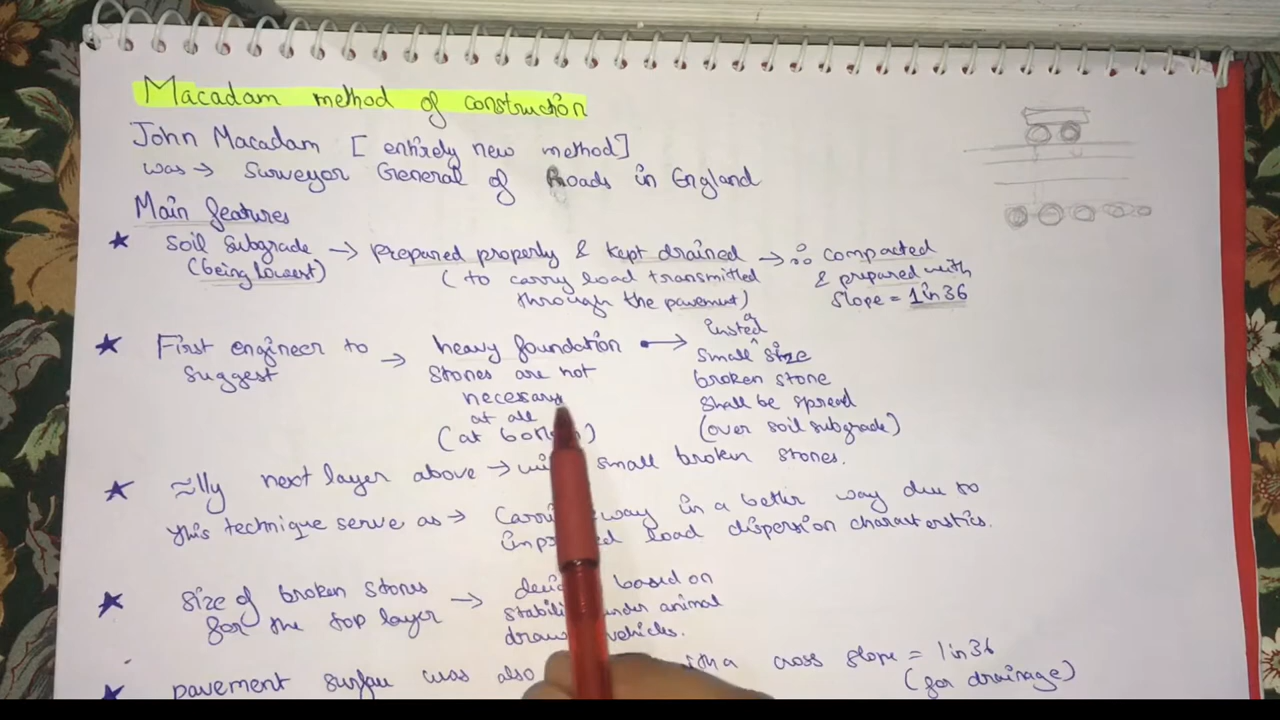 Macadam method of construction
John Macadam [entirely new method]
was → Surveyor General of Roads in England
Main features
★ Soil Subgrade → prepared properly & kept drained → ∴ compacted
(being lowest) (to carry load transmitted & prepared with
through the pavement) slope = 1 in 36
★ First engineer to → heavy foundation → Insted
suggest stones are not small size
necessary broken stone
at all shall be spread
(at bottom) (over soil subgrade)
★ ≈lly next layer above → small broken stones.
This technique serve as → way in a better way due to
load dispersion characterstics.
★ size of broken stones → based on
for the top layer under animal
vehicles.
★ pavement surface was also a cross slope = 1 in 36
(for drainage)